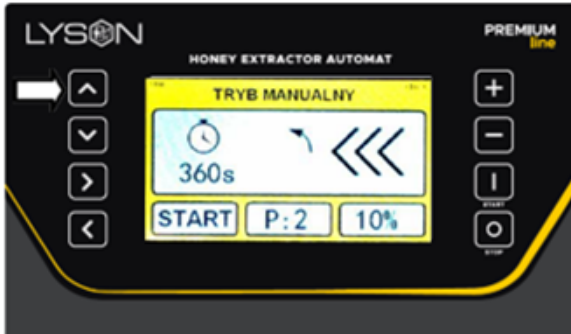 LYSON
PREMIUM
line
HONEY EXTRACTOR AUTOMAT
TRYB MANUALNY
360s
START P:2 10%
START
STOP